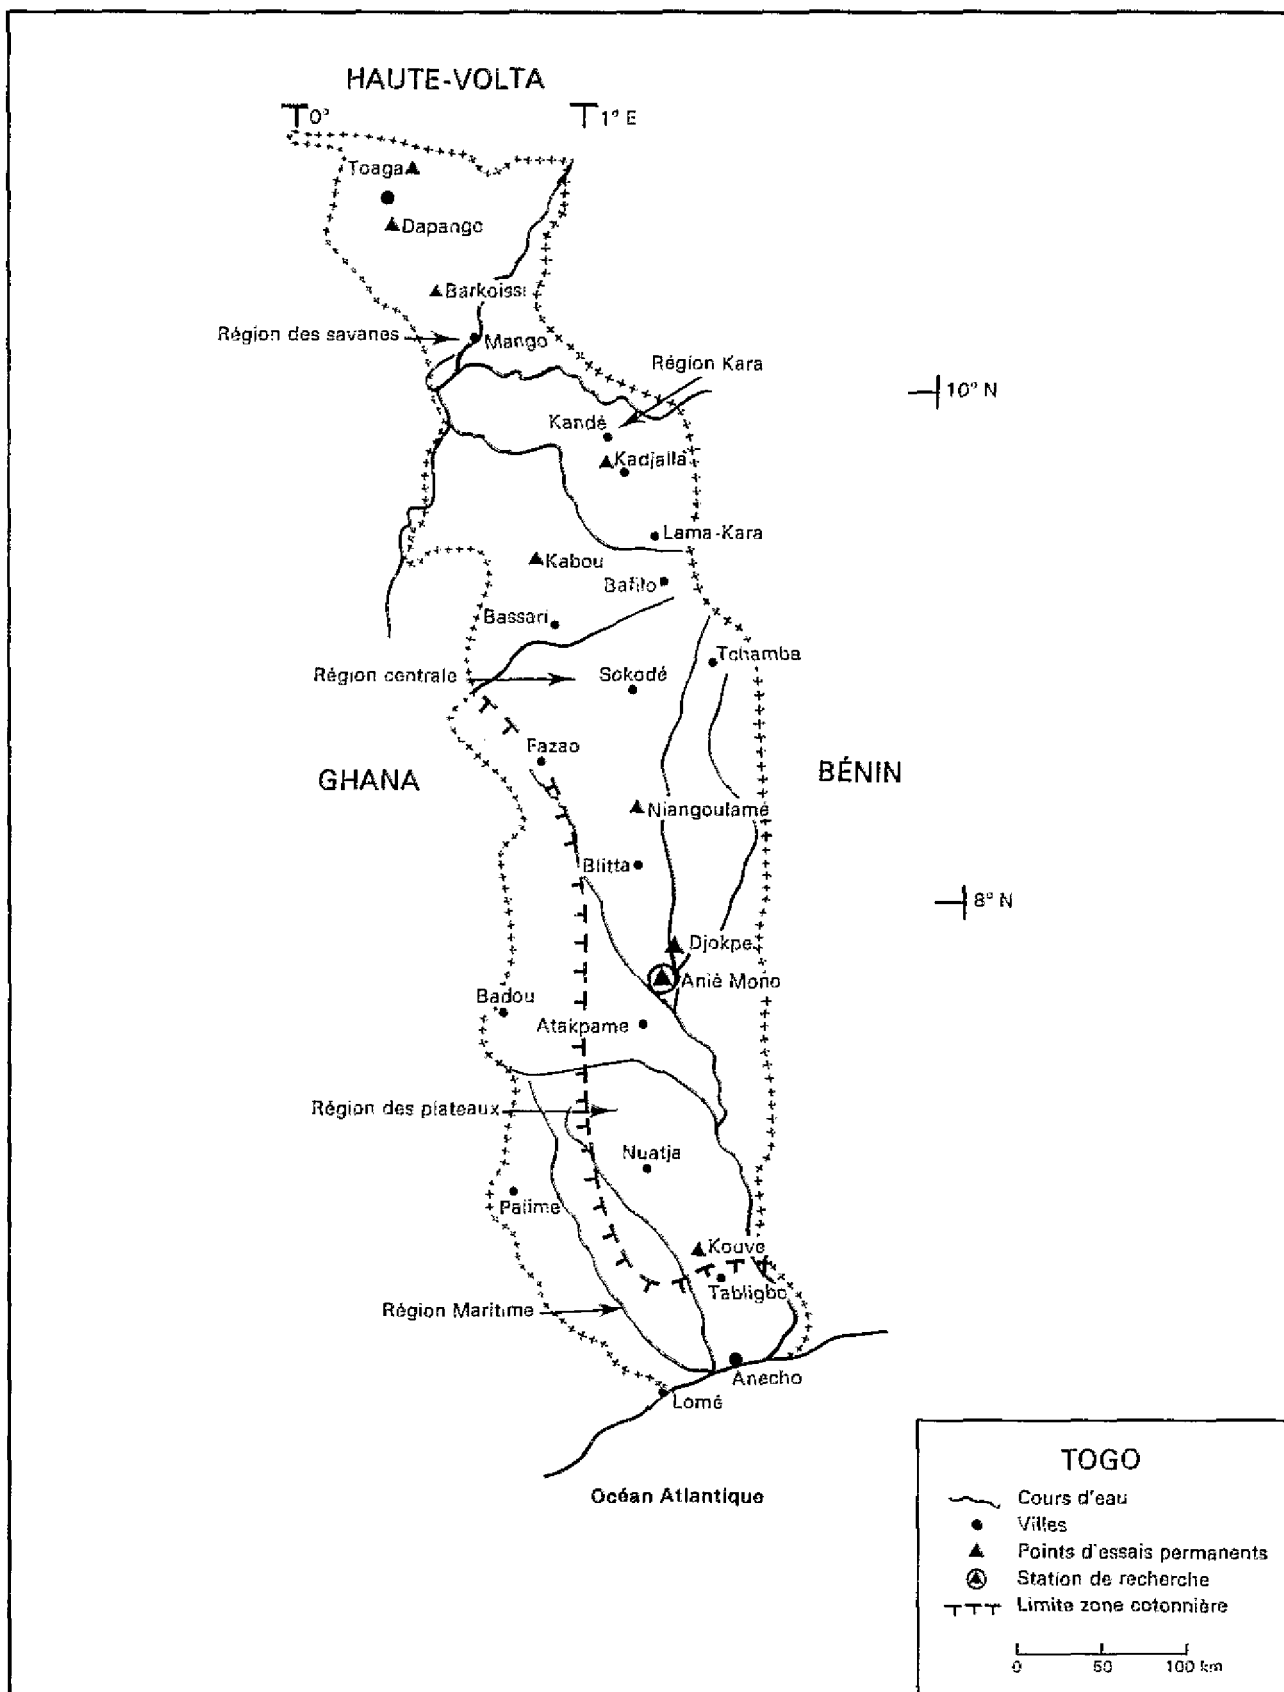 HAUTE-VOLTA
0°
1° E
Toaga
Dapango
Barkoissi
Région des savanes
Mango
Région Kara
10° N
Kandé
Kadjalla
Lama-Kara
Kabou
Bafilo
Bassari
Tchamba
Région centrale
Sokodé
Fazao
GHANA
BÉNIN
Niangoulame
Blitta
8° N
Djokpe
Anié Mono
Badou
Atakpame
Région des plateaux
Nuatja
Palime
Kouve
Tabligbo
Région Maritime
Anecho
Lomé
Océan Atlantique
TOGO
Cours d'eau
Villes
Points d'essais permanents
Station de recherche
Limite zone cotonnière
0 50 100 km